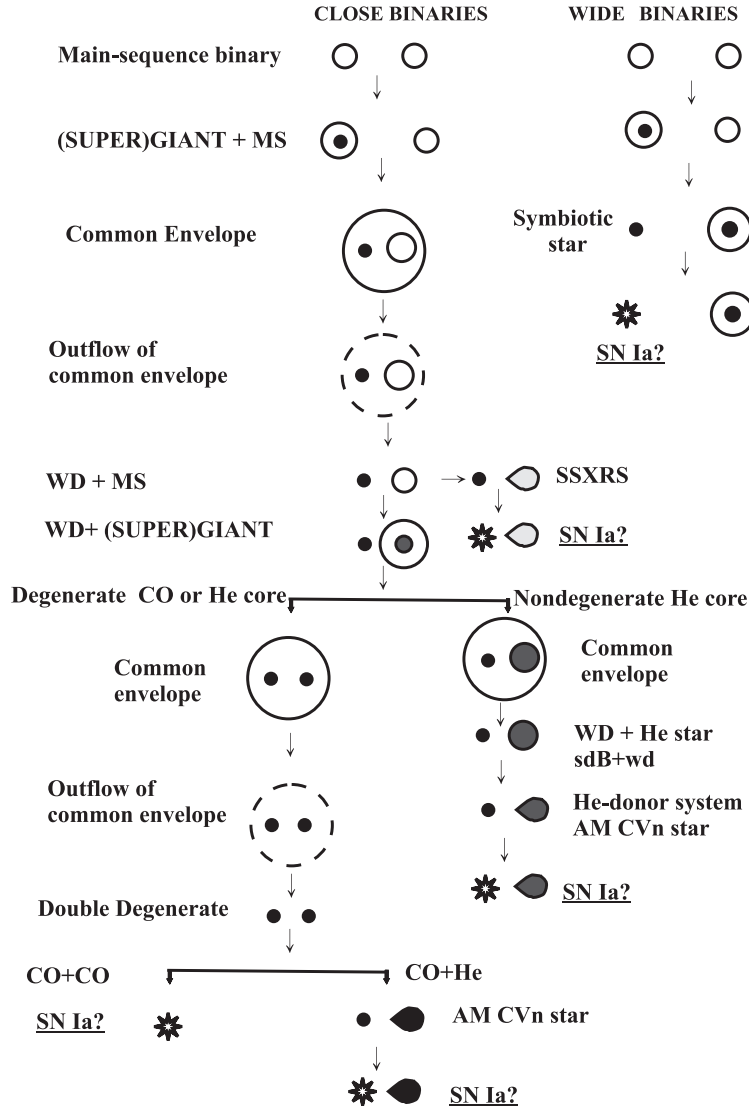 CLOSE BINARIES
WIDE BINARIES
Main-sequence binary
(SUPER)GIANT + MS
Common Envelope
Symbiotic
star
SN Ia?
Outflow of
common envelope
WD + MS
SSXRS
WD+ (SUPER)GIANT
SN Ia?
Degenerate CO or He core
Nondegenerate He core
Common
envelope
Common
envelope
WD + He star
sdB+wd
Outflow of
common envelope
He-donor system
AM CVn star
SN Ia?
Double Degenerate
CO+CO
CO+He
SN Ia?
AM CVn star
SN Ia?